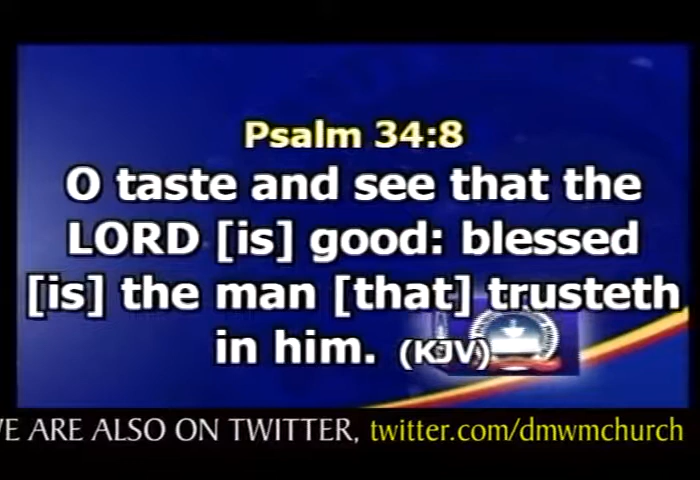 Psalm 34:8
O taste and see that the
LORD [is] good: blessed
[is] the man [that] trusteth
in him. (KJV)
WE ARE ALSO ON TWITTER, twitter.com/dmwmchurch